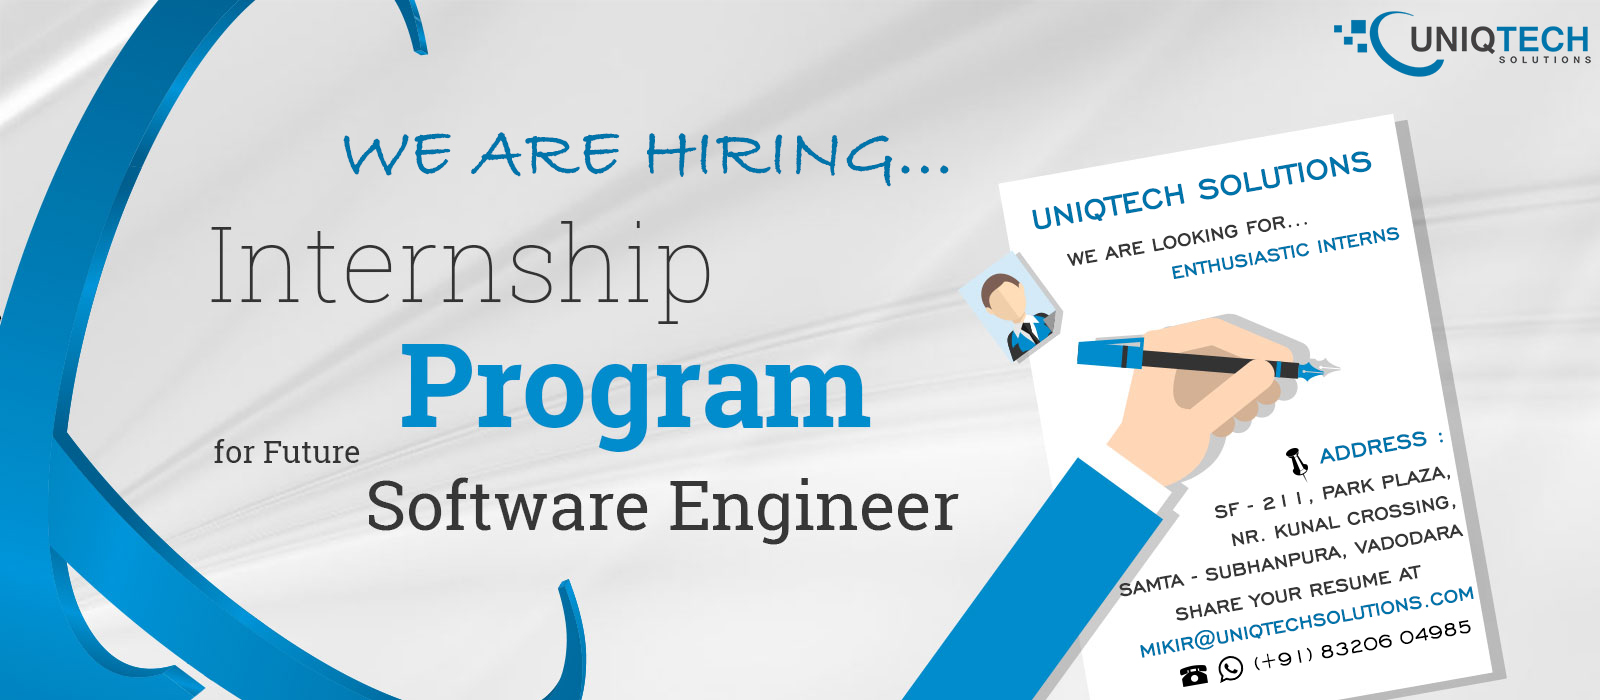 UNIQTECH
SOLUTIONS
WE ARE HIRING...
Internship
Program
for Future
Software Engineer
UNIQTECH SOLUTIONS
WE ARE LOOKING FOR...
ENTHUSIASTIC INTERNS
ADDRESS :
SF - 211, PARK PLAZA,
NR. KUNAL CROSSING,
SAMTA - SUBHANPURA, VADODARA
SHARE YOUR RESUME AT
MIKIR@UNIQTECHSOLUTIONS.COM
(+91) 83206 04985